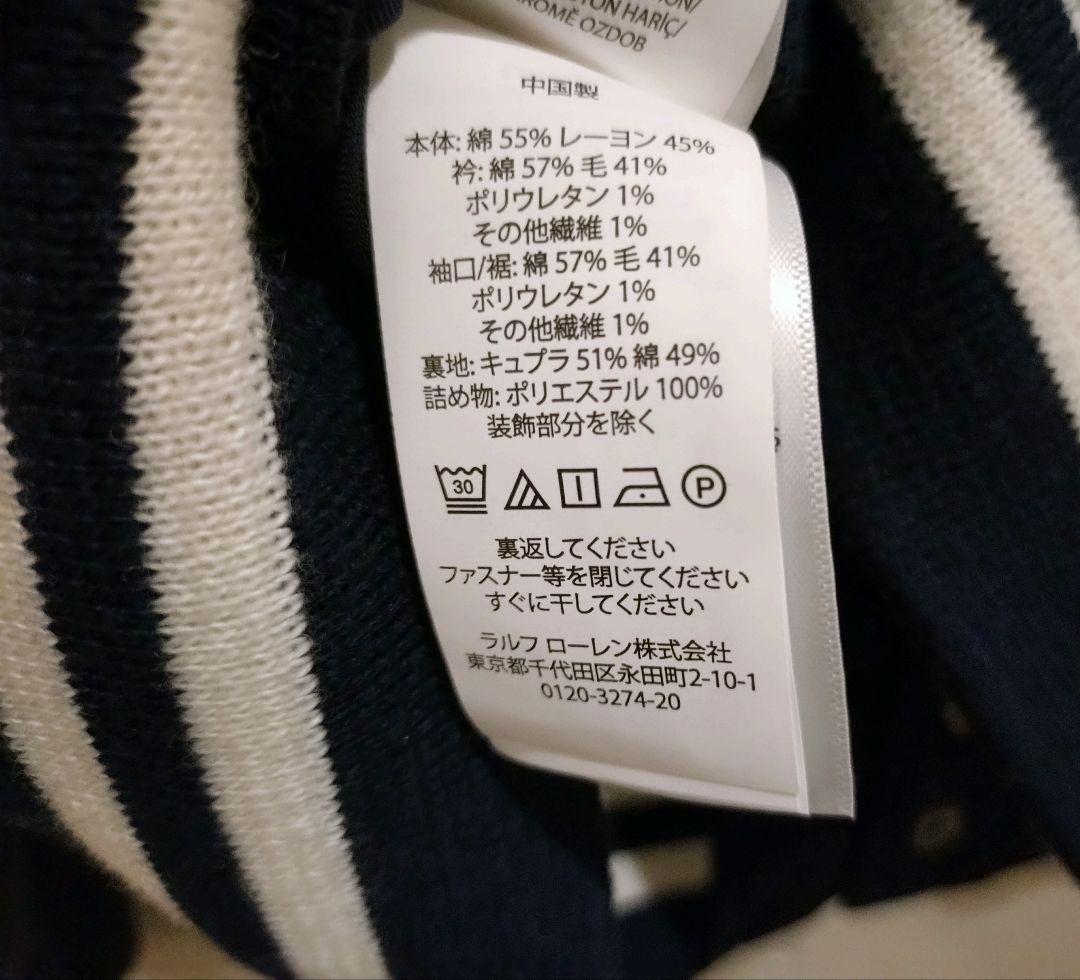 TON HARİÇ/
KROMĚ OZDOB
中国製
本体: 綿 55% レーヨン 45%
衿: 綿 57% 毛 41%
ポリウレタン 1%
その他繊維 1%
袖口/裾: 綿 57% 毛 41%
ポリウレタン 1%
その他繊維 1%
裏地: キュプラ 51% 綿 49%
詰め物: ポリエステル 100%
装飾部分を除く
30
P
裏返してください
ファスナー等を閉じてください
すぐに干してください
ラルフ ローレン株式会社
東京都千代田区永田町2-10-1
0120-3274-20